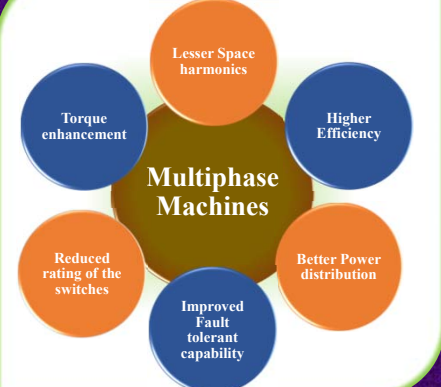 Lesser Space
harmonics
Torque
enhancement
Higher
Efficiency
Multiphase
Machines
Reduced
rating of the
switches
Better Power
distribution
Improved
Fault
tolerant
capability